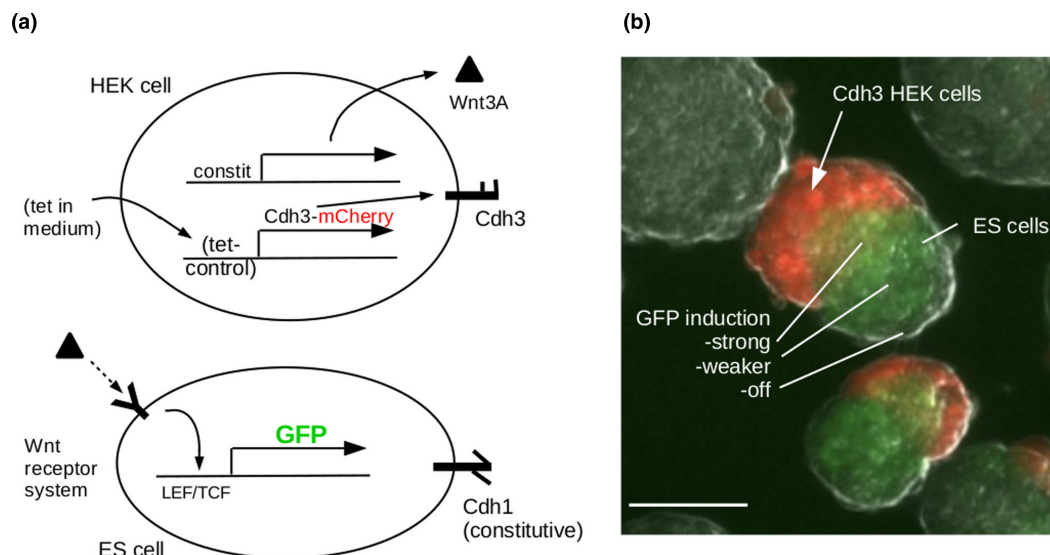 (a)
HEK cell
Wnt3A
constit
(tet in
medium)
Cdh3-mCherry
Cdh3
(tet-
control)
Wnt
receptor
system
GFP
LEF/TCF
Cdh1
(constitutive)
ES cell
(b)
Cdh3 HEK cells
ES cells
GFP induction
-strong
-weaker
-off